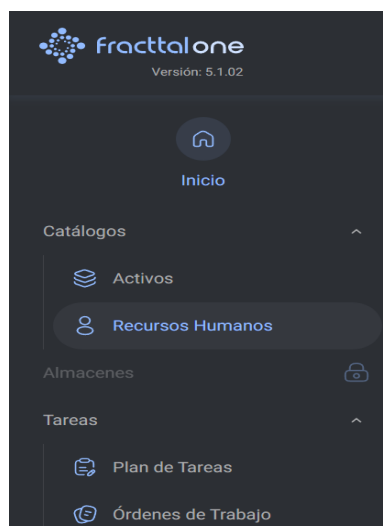 fracttalone
Versión: 5.1.02
Inicio
Catálogos
Activos
Recursos Humanos
Almacenes
Tareas
Plan de Tareas
Órdenes de Trabajo